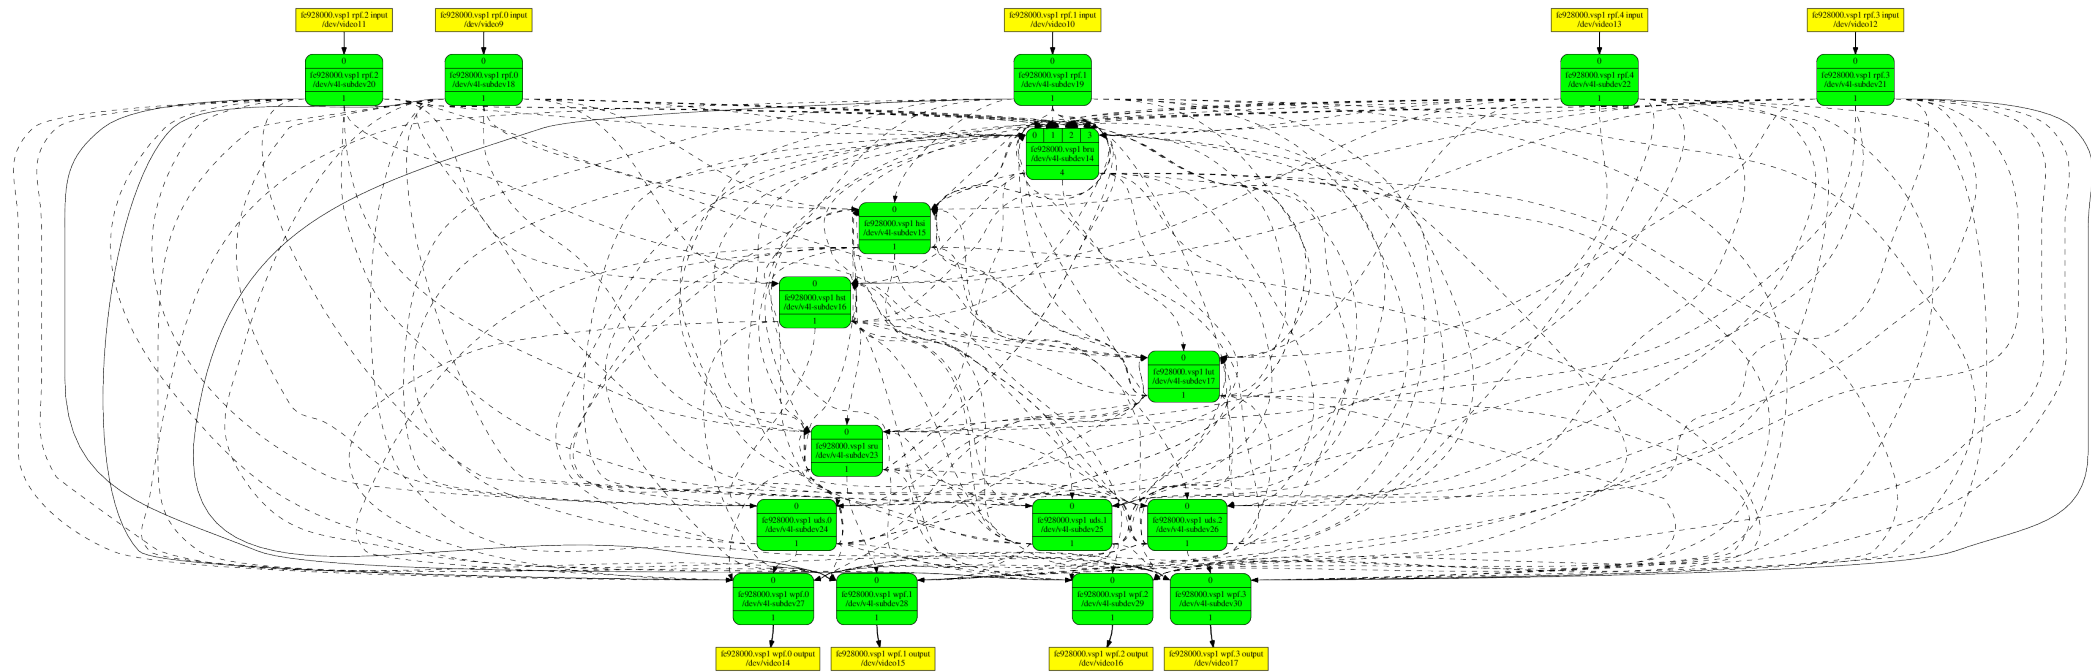 fe928000.vsp1 rpf.2 input
/dev/video11
fe928000.vsp1 rpf.0 input
/dev/video9
fe928000.vsp1 rpf.1 input
/dev/video10
fe928000.vsp1 rpf.4 input
/dev/video13
fe928000.vsp1 rpf.3 input
/dev/video12
0
fe928000.vsp1 rpf.2
/dev/v4l-subdev20
1
0
fe928000.vsp1 rpf.0
/dev/v4l-subdev18
1
0
fe928000.vsp1 rpf.1
/dev/v4l-subdev19
1
0
fe928000.vsp1 rpf.4
/dev/v4l-subdev22
1
0
fe928000.vsp1 rpf.3
/dev/v4l-subdev21
1
0 1 2 3
fe928000.vsp1 bru
/dev/v4l-subdev14
4
0
fe928000.vsp1 hsi
/dev/v4l-subdev15
1
0
fe928000.vsp1 hst
/dev/v4l-subdev16
1
0
fe928000.vsp1 lut
/dev/v4l-subdev17
1
0
fe928000.vsp1 sru
/dev/v4l-subdev23
1
0
fe928000.vsp1 uds.0
/dev/v4l-subdev24
1
0
fe928000.vsp1 uds.1
/dev/v4l-subdev25
1
0
fe928000.vsp1 uds.2
/dev/v4l-subdev26
1
0
fe928000.vsp1 wpf.0
/dev/v4l-subdev27
1
0
fe928000.vsp1 wpf.1
/dev/v4l-subdev28
1
0
fe928000.vsp1 wpf.2
/dev/v4l-subdev29
1
0
fe928000.vsp1 wpf.3
/dev/v4l-subdev30
1
fe928000.vsp1 wpf.0 output
/dev/video14
fe928000.vsp1 wpf.1 output
/dev/video15
fe928000.vsp1 wpf.2 output
/dev/video16
fe928000.vsp1 wpf.3 output
/dev/video17